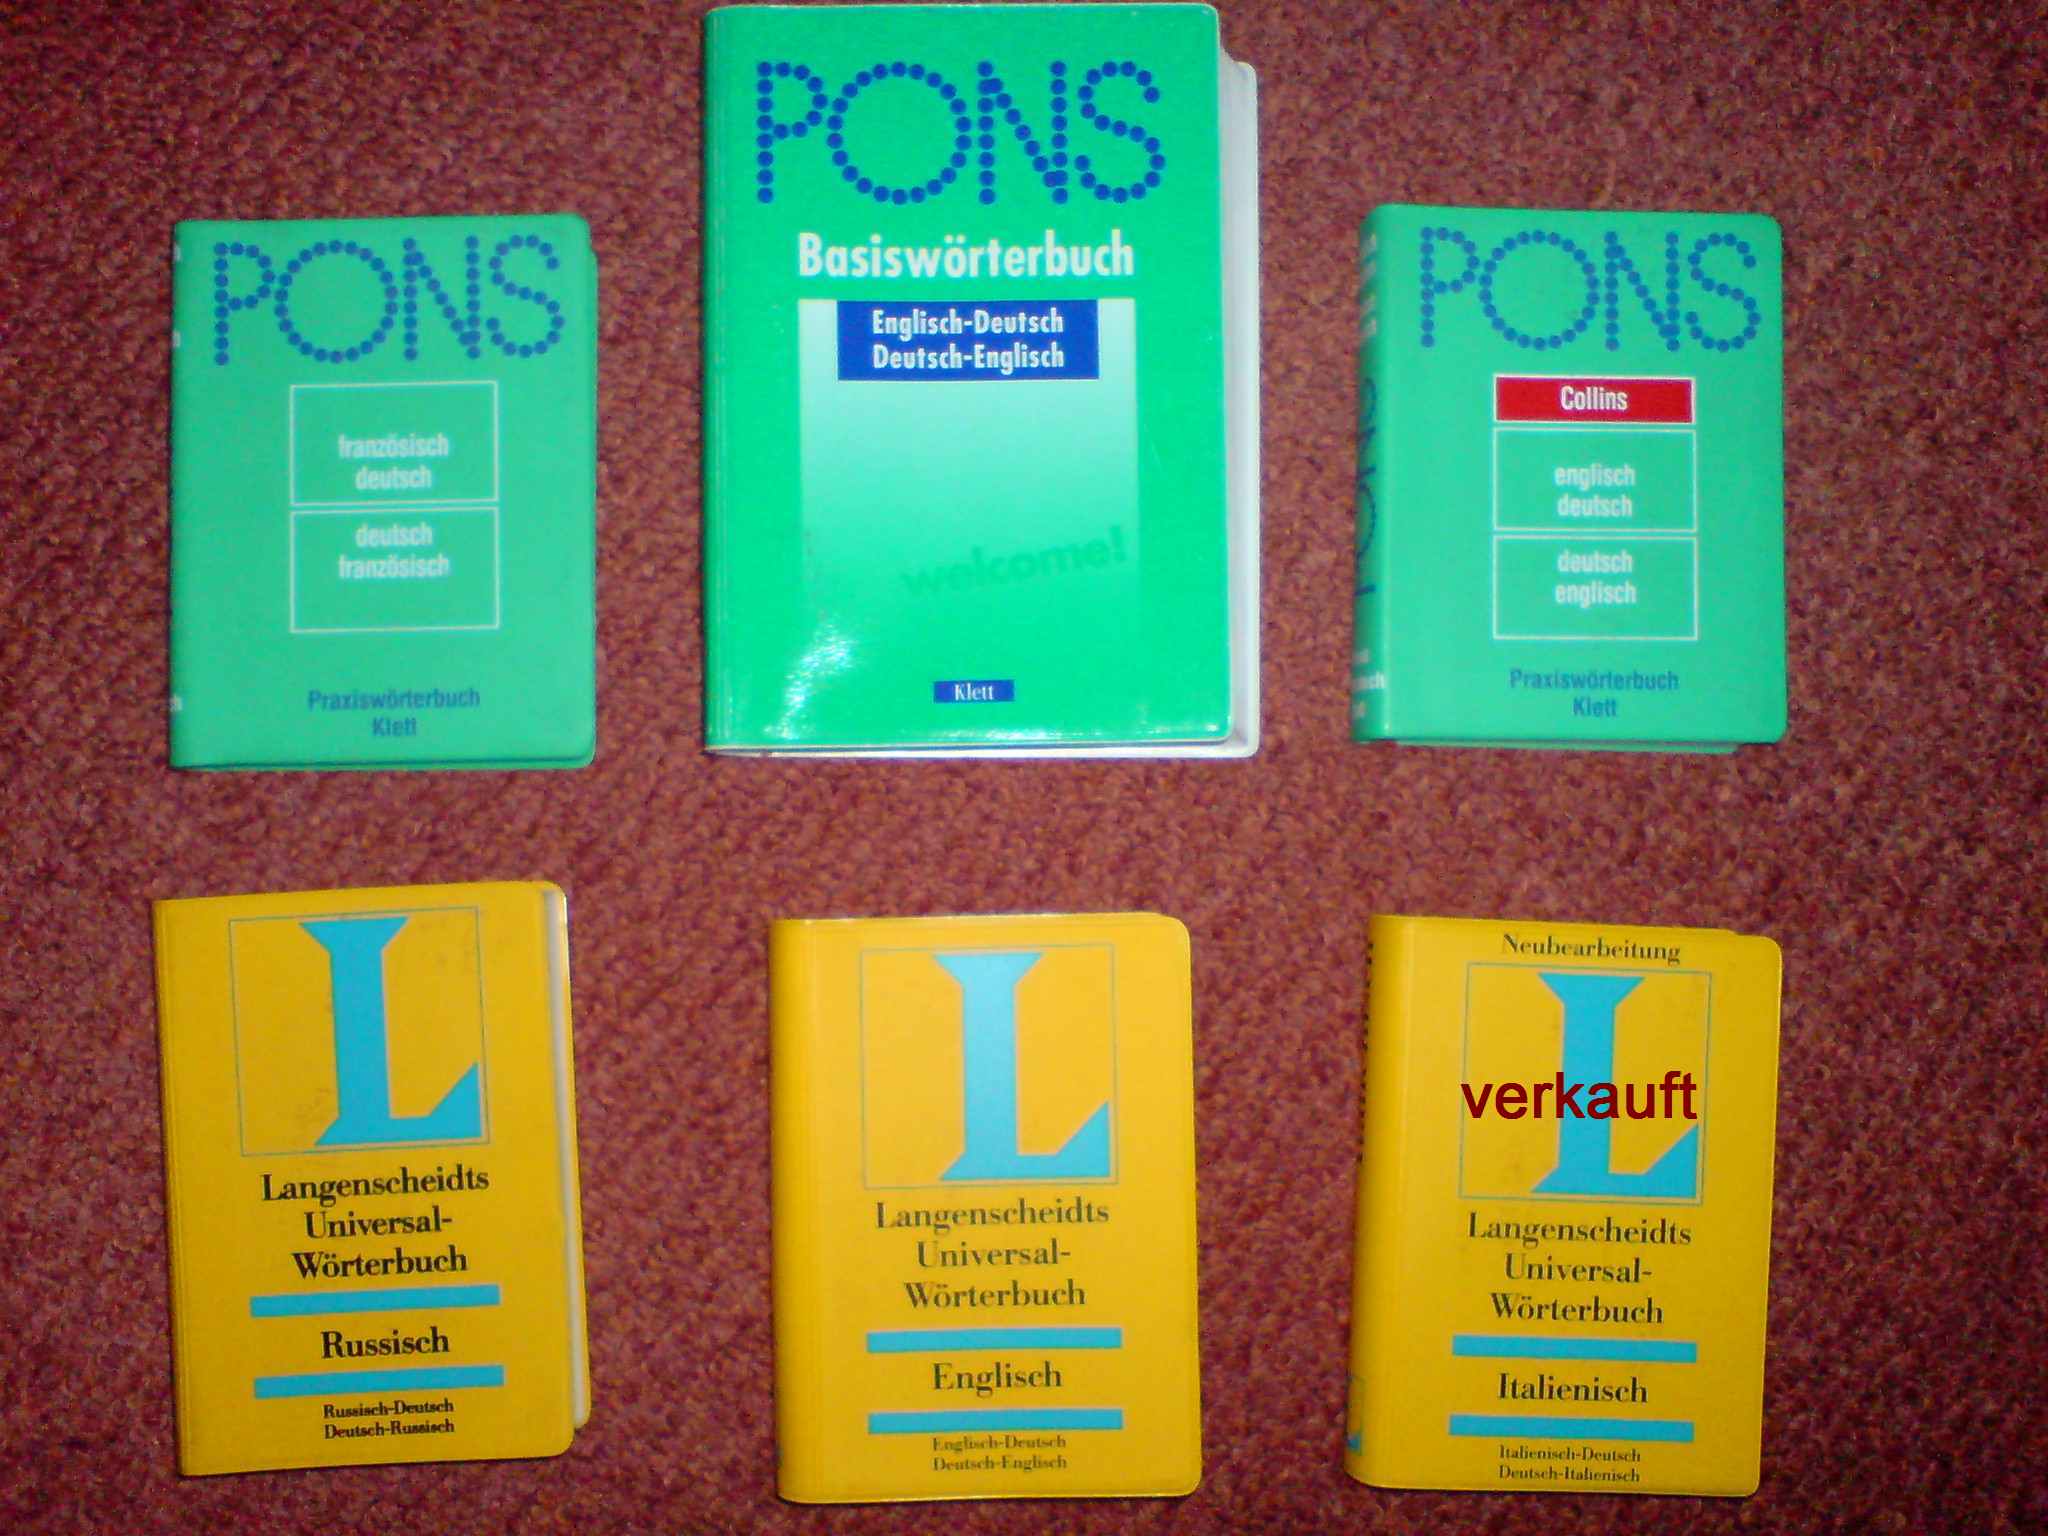 PONS
französisch
deutsch
deutsch
französisch
Praxiswörterbuch
Klett
PONS
Basiswörterbuch
Englisch-Deutsch
Deutsch-Englisch
welcome!
Klett
PONS
Collins
englisch
deutsch
deutsch
englisch
Praxiswörterbuch
Klett
L
Langenscheidts
Universal-
Wörterbuch
Russisch
Russisch-Deutsch
Deutsch-Russisch
L
Langenscheidts
Universal-
Wörterbuch
Englisch
Englisch-Deutsch
Deutsch-Englisch
Neubearbeitung
L
verkauft
Langenscheidts
Universal-
Wörterbuch
Italienisch
Italienisch-Deutsch
Deutsch-Italienisch